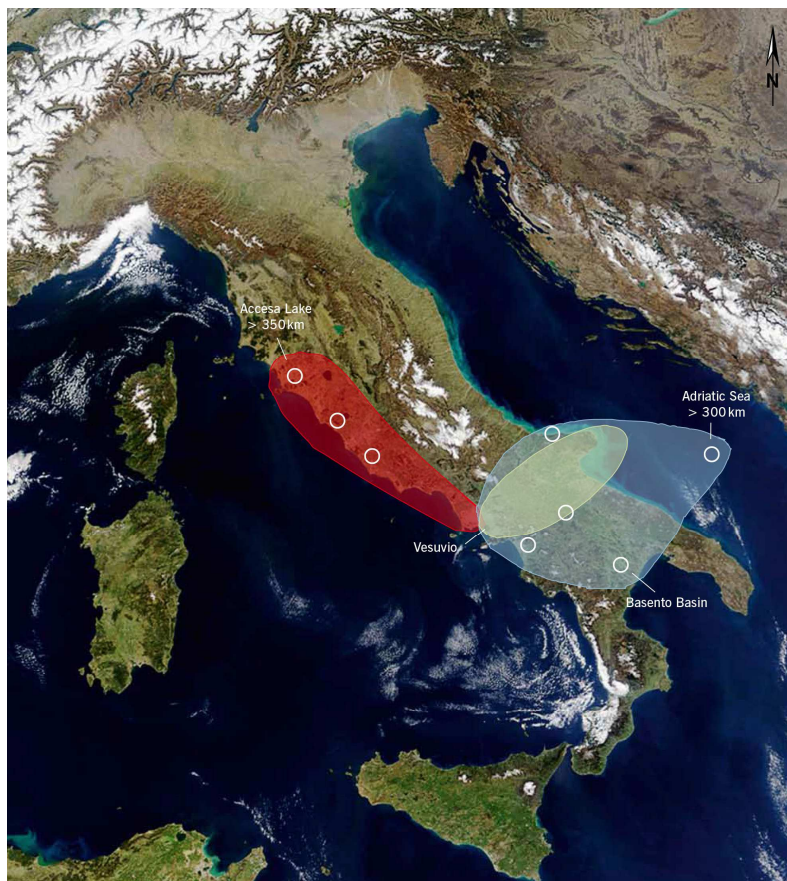 N
Accesa Lake
> 350 km
Adriatic Sea
> 300 km
Vesuvio
Basento Basin